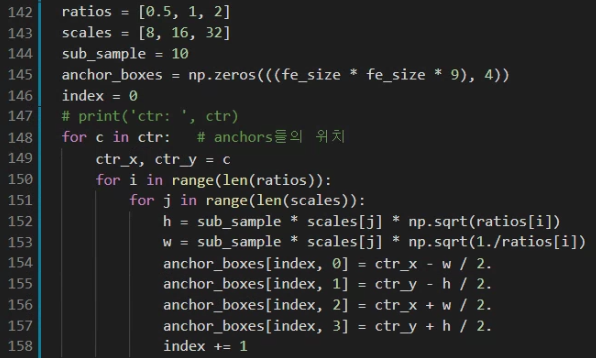 142 ratios = [0.5, 1, 2]
143 scales = [8, 16, 32]
144 sub_sample = 10
145 anchor_boxes = np.zeros(((fe_size * fe_size * 9), 4))
146 index = 0
147 # print('ctr: ', ctr)
148 for c in ctr:   # anchors들의 위치
149     ctr_x, ctr_y = c
150     for i in range(len(ratios)):
151         for j in range(len(scales)):
152             h = sub_sample * scales[j] * np.sqrt(ratios[i])
153             w = sub_sample * scales[j] * np.sqrt(1./ratios[i])
154             anchor_boxes[index, 0] = ctr_x - w / 2.
155             anchor_boxes[index, 1] = ctr_y - h / 2.
156             anchor_boxes[index, 2] = ctr_x + w / 2.
157             anchor_boxes[index, 3] = ctr_y + h / 2.
158             index += 1